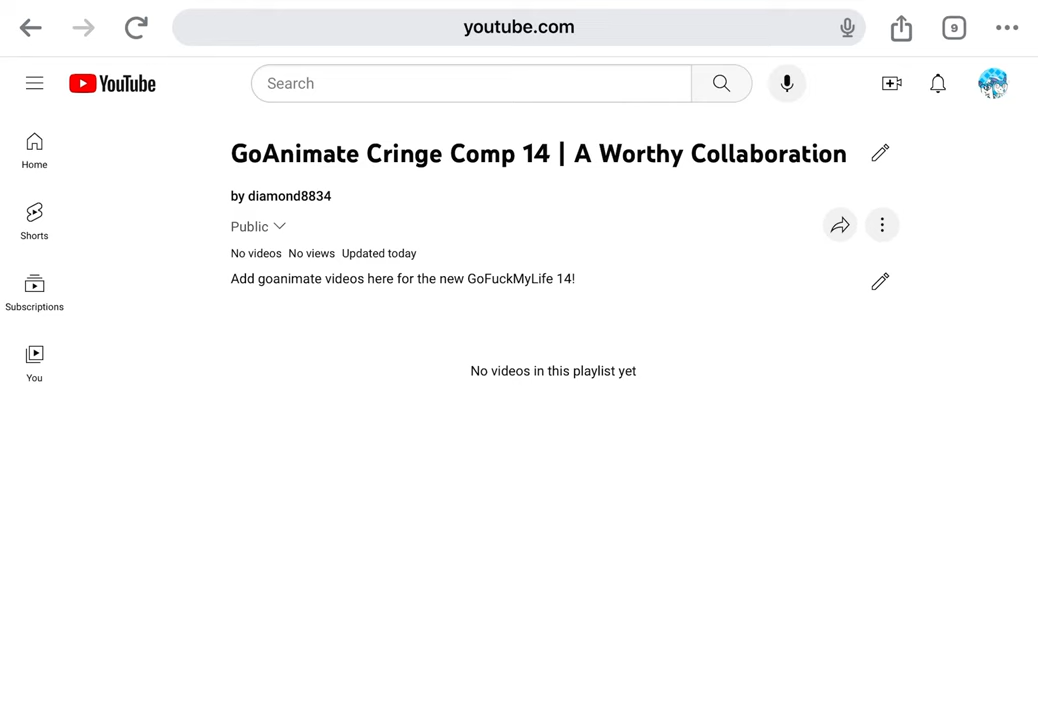 youtube.com
9
YouTube
Search
Home
GoAnimate Cringe Comp 14 | A Worthy Collaboration
by diamond8834
Shorts
Public
No videos No views Updated today
Add goanimate videos here for the new GoFuckMyLife 14!
Subscriptions
You
No videos in this playlist yet